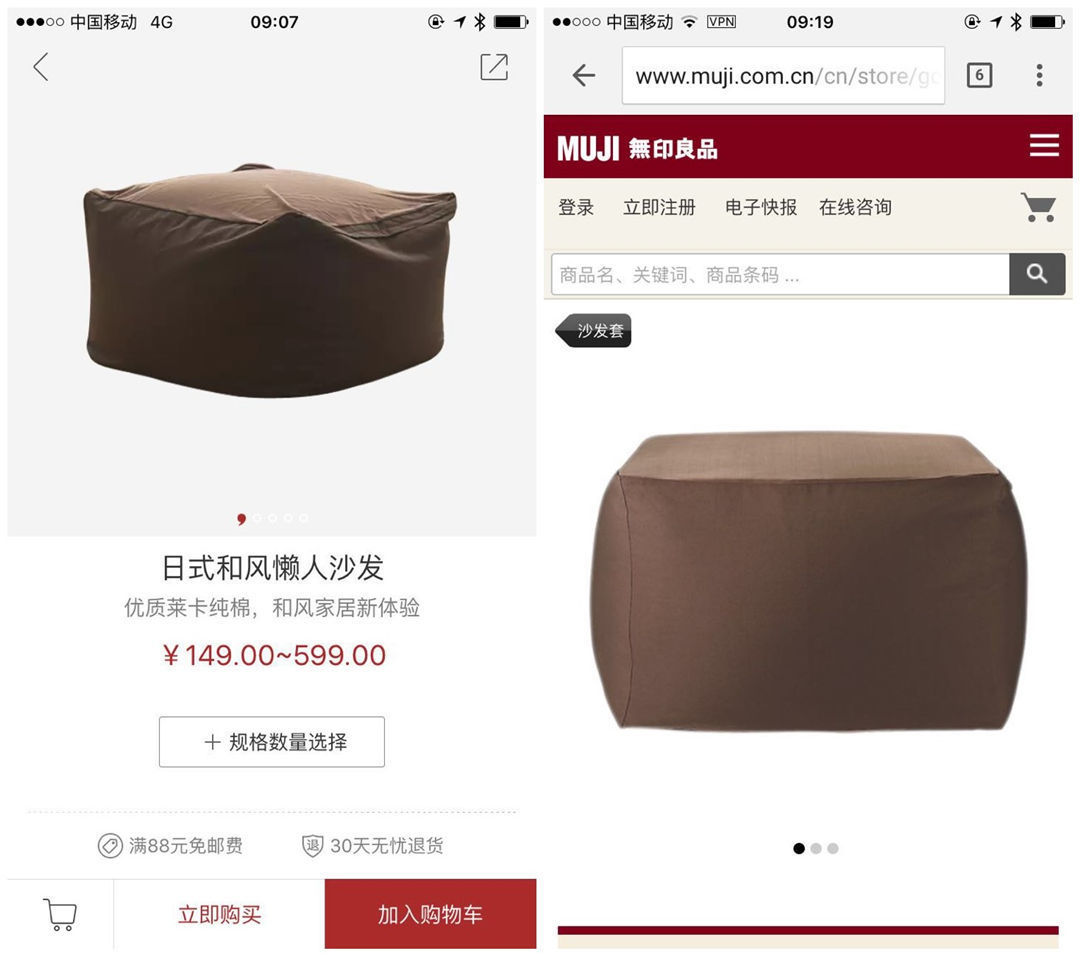 中国移动 4G 09:07
日式和风懒人沙发
优质莱卡纯棉，和风家居新体验
￥149.00~599.00
＋ 规格数量选择
满88元免邮费 退 30天无忧退货
立即购买 加入购物车
中国移动 VPN 09:19
www.muji.com.cn/cn/store/go
6
MUJI 無印良品
登录 立即注册 电子快报 在线咨询
商品名、关键词、商品条码 ...
沙发套